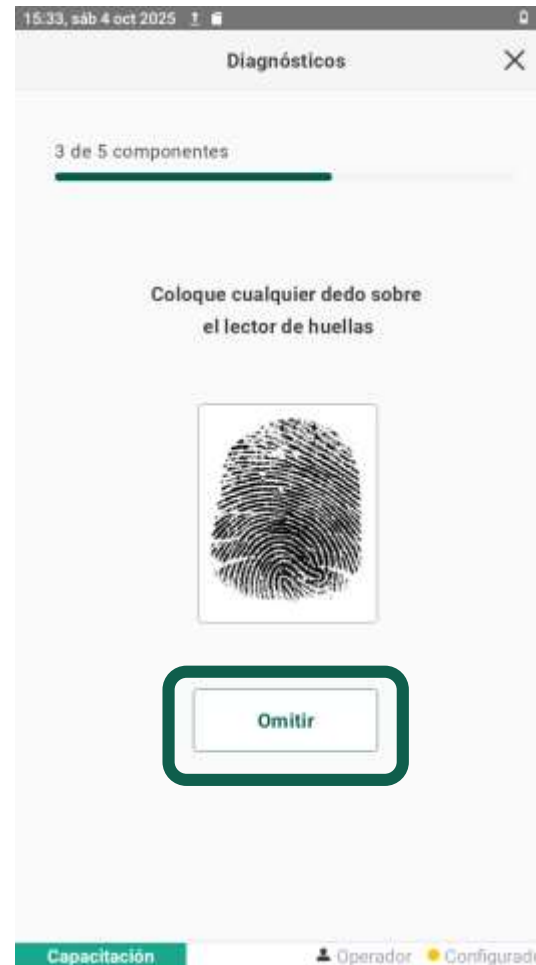 15:33, sáb 4 oct 2025
Diagnósticos
3 de 5 componentes
Coloque cualquier dedo sobre
el lector de huellas
Omitir
Capacitación Operador Configurado